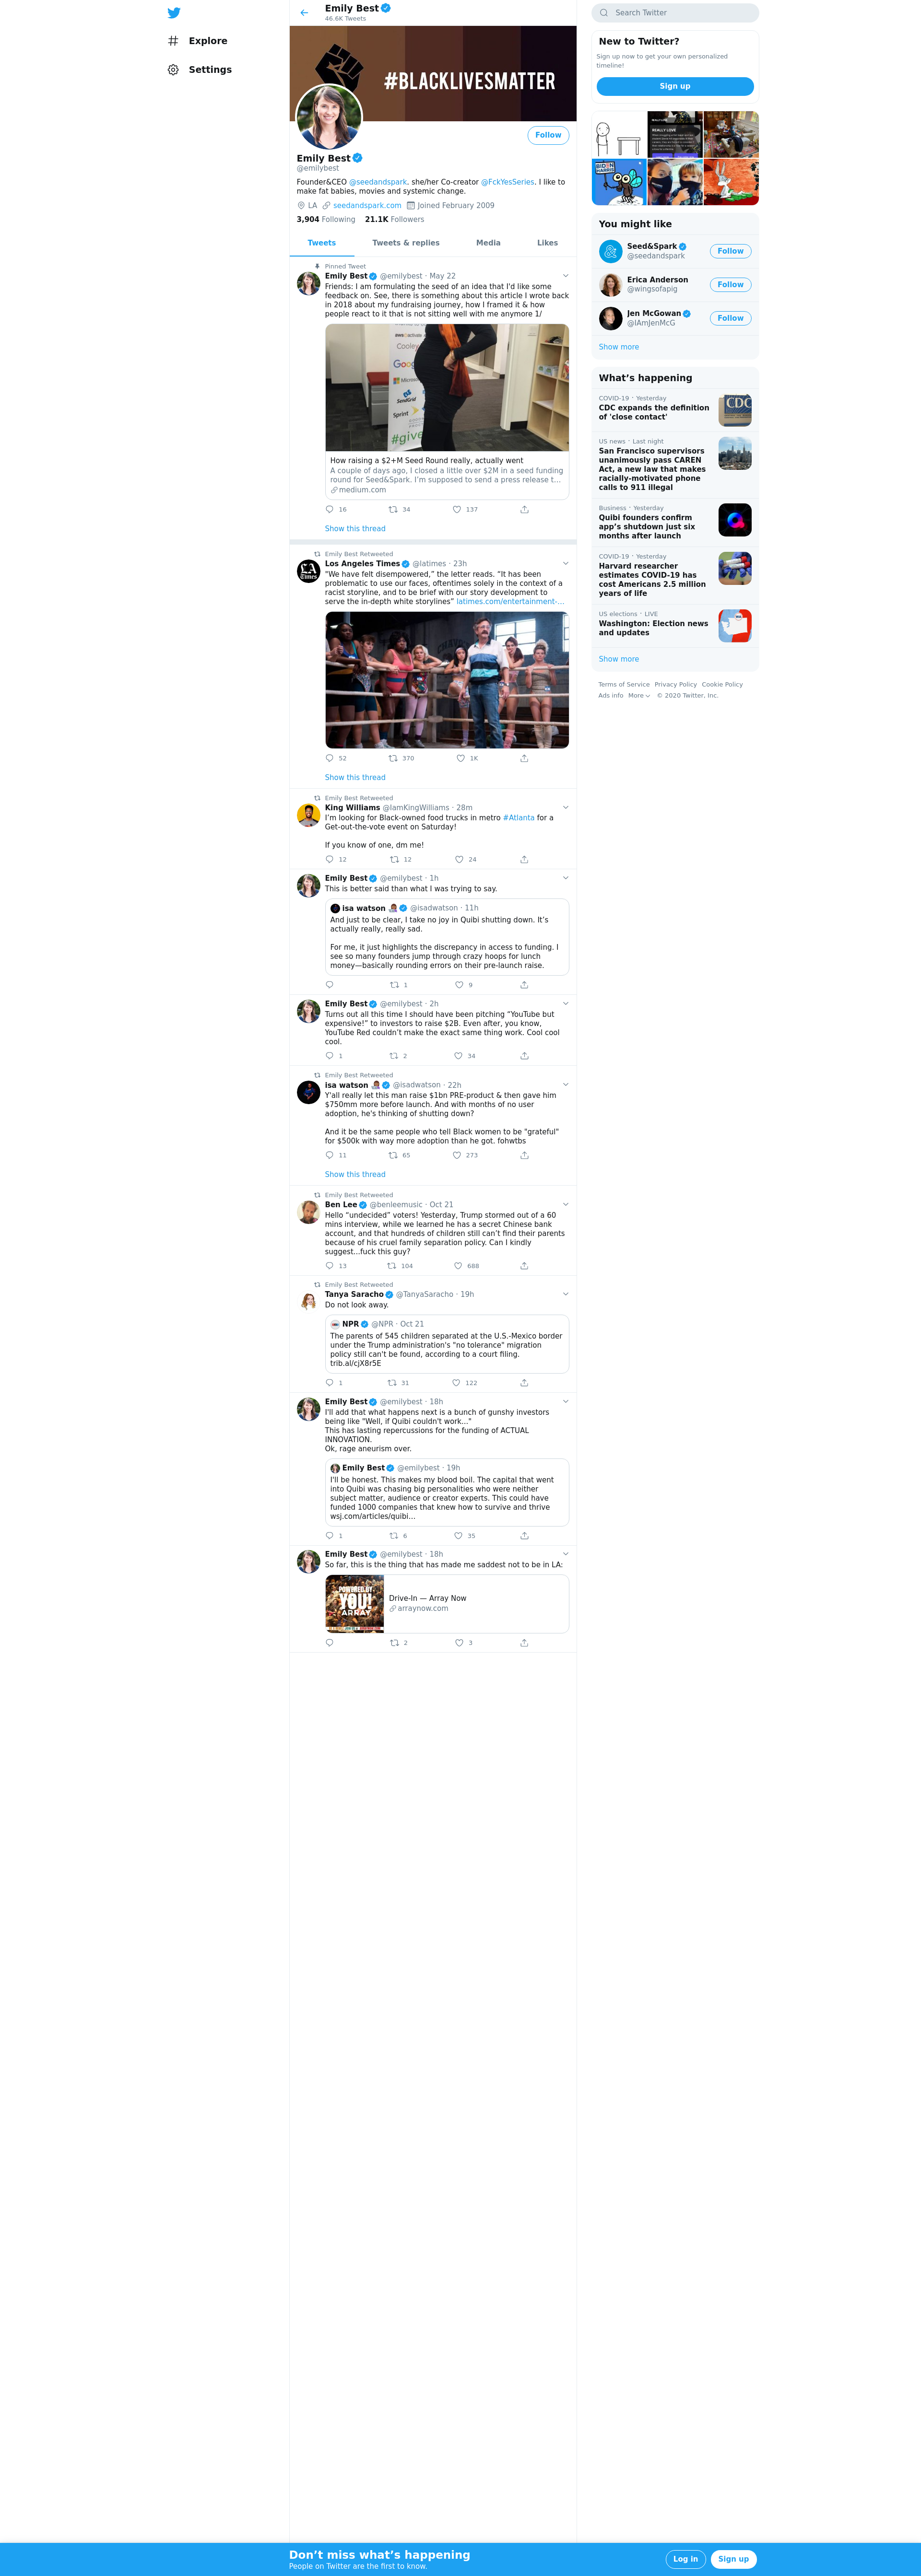 Explore
Settings
Emily Best
46.6K Tweets
#BLACKLIVESMATTER
Follow
Emily Best
@emilybest
Founder&CEO @seedandspark. she/her Co-creator @FckYesSeries. I like to
make fat babies, movies and systemic change.
LA seedandspark.com Joined February 2009
3,904 Following 21.1K Followers
Tweets Tweets & replies Media Likes
Pinned Tweet
Emily Best @emilybest · May 22
Friends: I am formulating the seed of an idea that I'd like some
feedback on. See, there is something about this article I wrote back
in 2018 about my fundraising journey, how I framed it & how
people react to it that is not sitting well with me anymore 1/
Cooley
Goog
Microso
SendGrid
Sprint
#give
How raising a $2+M Seed Round really, actually went
A couple of days ago, I closed a little over $2M in a seed funding
round for Seed&Spark. I'm supposed to send a press release t...
medium.com
16 34 137
Show this thread
Emily Best Retweeted
LA Times
Los Angeles Times @latimes · 23h
"We have felt disempowered," the letter reads. "It has been
problematic to use our faces, oftentimes solely in the context of a
racist storyline, and to be brief with our story development to
serve the in-depth white storylines" latimes.com/entertainment-…
52 370 1K
Show this thread
Emily Best Retweeted
King Williams @IamKingWilliams · 28m
I'm looking for Black-owned food trucks in metro #Atlanta for a
Get-out-the-vote event on Saturday!
If you know of one, dm me!
12 12 24
Emily Best @emilybest · 1h
This is better said than what I was trying to say.
isa watson @isadwatson · 11h
And just to be clear, I take no joy in Quibi shutting down. It's
actually really, really sad.
For me, it just highlights the discrepancy in access to funding. I
see so many founders jump through crazy hoops for lunch
money—basically rounding errors on their pre-launch raise.
1 9
Emily Best @emilybest · 2h
Turns out all this time I should have been pitching "YouTube but
expensive!" to investors to raise $2B. Even after, you know,
YouTube Red couldn't make the exact same thing work. Cool cool
cool.
1 2 34
Emily Best Retweeted
isa watson @isadwatson · 22h
Y'all really let this man raise $1bn PRE-product & then gave him
$750mm more before launch. And with months of no user
adoption, he's thinking of shutting down?
And it be the same people who tell Black women to be "grateful"
for $500k with way more adoption than he got. fohwtbs
11 65 273
Show this thread
Emily Best Retweeted
Ben Lee @benleemusic · Oct 21
Hello "undecided" voters! Yesterday, Trump stormed out of a 60
mins interview, while we learned he has a secret Chinese bank
account, and that hundreds of children still can't find their parents
because of his cruel family separation policy. Can I kindly
suggest...fuck this guy?
13 104 688
Emily Best Retweeted
Tanya Saracho @TanyaSaracho · 19h
Do not look away.
NPR @NPR · Oct 21
The parents of 545 children separated at the U.S.-Mexico border
under the Trump administration's "no tolerance" migration
policy still can't be found, according to a court filing.
trib.al/cjX8r5E
1 31 122
Emily Best @emilybest · 18h
I'll add that what happens next is a bunch of gunshy investors
being like "Well, if Quibi couldn't work..."
This has lasting repercussions for the funding of ACTUAL
INNOVATION.
Ok, rage aneurism over.
Emily Best @emilybest · 19h
I'll be honest. This makes my blood boil. The capital that went
into Quibi was chasing big personalities who were neither
subject matter, audience or creator experts. This could have
funded 1000 companies that knew how to survive and thrive
wsj.com/articles/quibi…
1 6 35
Emily Best @emilybest · 18h
So far, this is the thing that has made me saddest not to be in LA:
POWERED BY
YOU!
ARRAY
Drive-In — Array Now
arraynow.com
2 3
Search Twitter
New to Twitter?
Sign up now to get your own personalized
timeline!
Sign up
REALLY LOVE
BIDEN
HARRIS
You might like
Seed&Spark
@seedandspark
Follow
Erica Anderson
@wingsofapig
Follow
Jen McGowan
@IAmJenMcG
Follow
Show more
What's happening
COVID-19 · Yesterday
CDC expands the definition
of 'close contact'
CDC
US news · Last night
San Francisco supervisors
unanimously pass CAREN
Act, a new law that makes
racially-motivated phone
calls to 911 illegal
Business · Yesterday
Quibi founders confirm
app's shutdown just six
months after launch
COVID-19 · Yesterday
Harvard researcher
estimates COVID-19 has
cost Americans 2.5 million
years of life
US elections · LIVE
Washington: Election news
and updates
Show more
Terms of Service Privacy Policy Cookie Policy
Ads info More © 2020 Twitter, Inc.
Don't miss what's happening
People on Twitter are the first to know.
Log in
Sign up